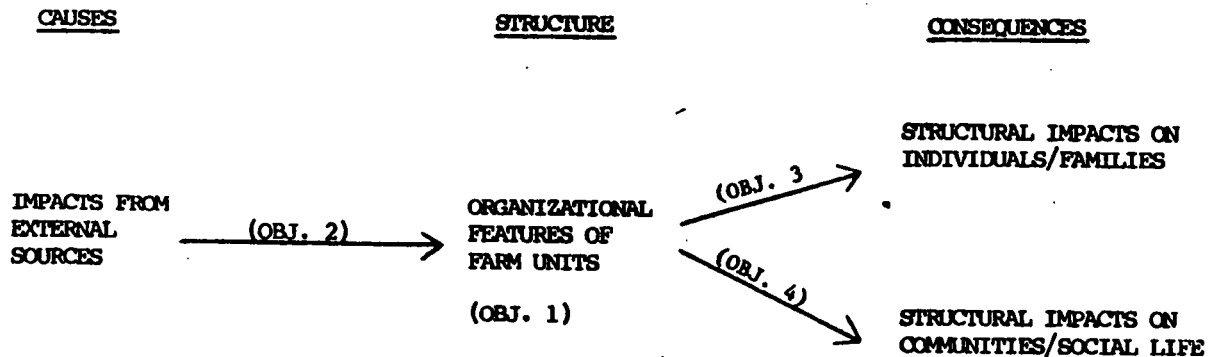 CAUSES
STRUCTURE
CONSEQUENCES
IMPACTS FROM
EXTERNAL
SOURCES
(OBJ. 2)
ORGANIZATIONAL
FEATURES OF
FARM UNITS
(OBJ. 1)
(OBJ. 3
(OBJ. 4)
STRUCTURAL IMPACTS ON
INDIVIDUALS/FAMILIES
STRUCTURAL IMPACTS ON
COMMUNITIES/SOCIAL LIFE